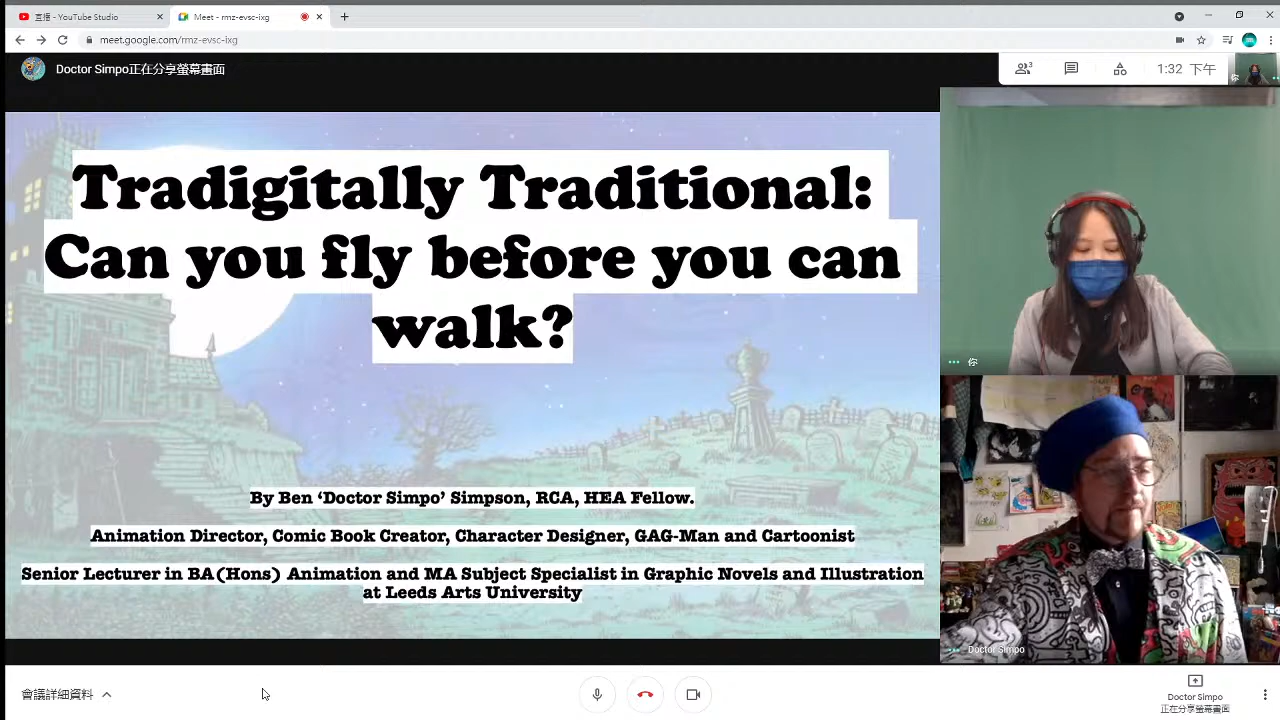 直播 - YouTube Studio
Meet - rmz-evsc-ixg
meet.google.com/rmz-evsc-ixg
Doctor Simpo正在分享螢幕畫面
3
1:32 下午
你
Tradigitally Traditional:
Can you fly before you can
walk?
By Ben ‘Doctor Simpo’ Simpson, RCA, HEA Fellow.
Animation Director, Comic Book Creator, Character Designer, GAG-Man and Cartoonist
Senior Lecturer in BA(Hons) Animation and MA Subject Specialist in Graphic Novels and Illustration
at Leeds Arts University
你
Doctor Simpo
會議詳細資料
Doctor Simpo
正在分享螢幕畫面